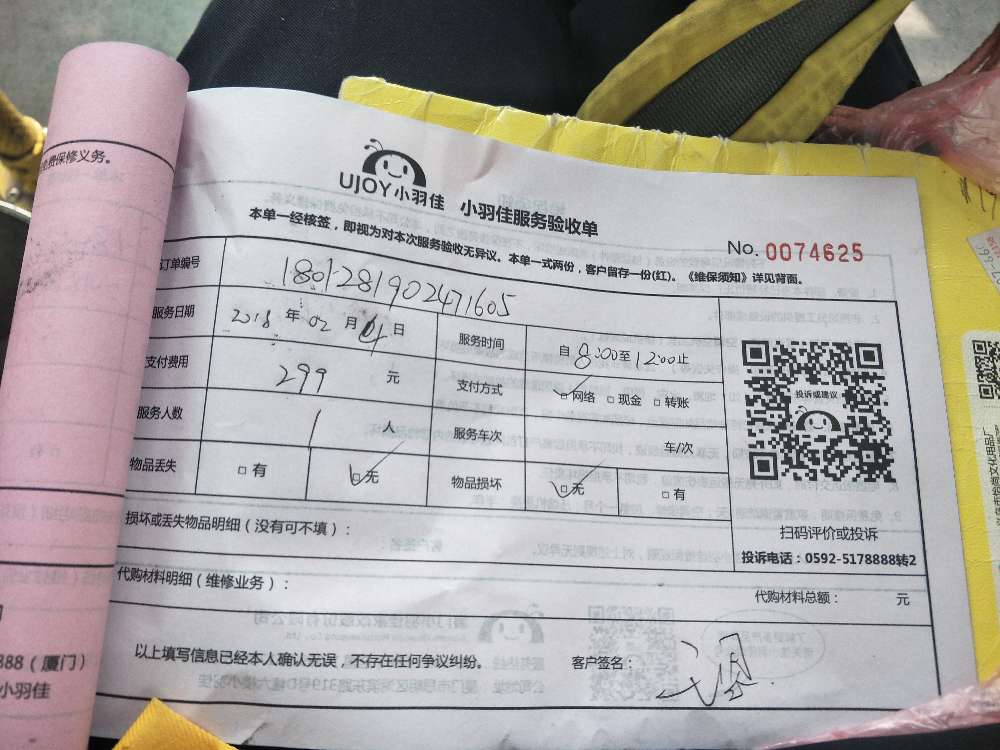 免费保修义务。
UJOY小羽佳 小羽佳服务验收单
本单一经核签，即视为对本次服务验收无异议。本单一式两份，客户留存一份(红)。《维保须知》详见背面。
No. 0074625
订单编号 1801281902471605
服务日期 2018 年 02 月 日 服务时间 自 8:00 至 12:00 止
支付费用 299 元 支付方式 □网络 □现金 □转账
服务人数 1 人 服务车次 车/次
物品丢失 □有 □无 物品损坏 □无 □有
投诉或建议
扫码评价或投诉
投诉电话：0592-5178888转2
损坏或丢失物品明细（没有可不填）：
代购材料明细（维修业务）： 代购材料总额： 元
以上填写信息已经本人确认无误，不存在任何争议纠纷。 客户签名：
888（厦门）
小羽佳